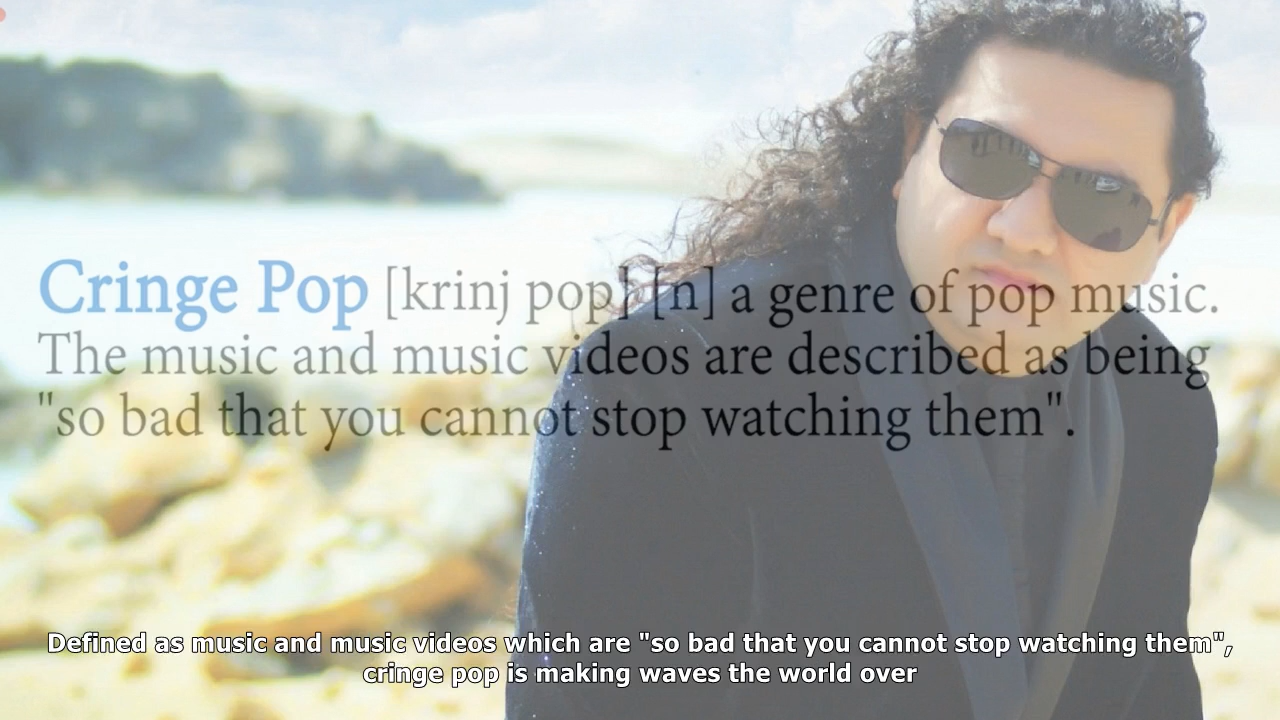 Cringe Pop [krinj pop] [n] a genre of pop music.
The music and music videos are described as being
"so bad that you cannot stop watching them".
Defined as music and music videos which are "so bad that you cannot stop watching them",
cringe pop is making waves the world over